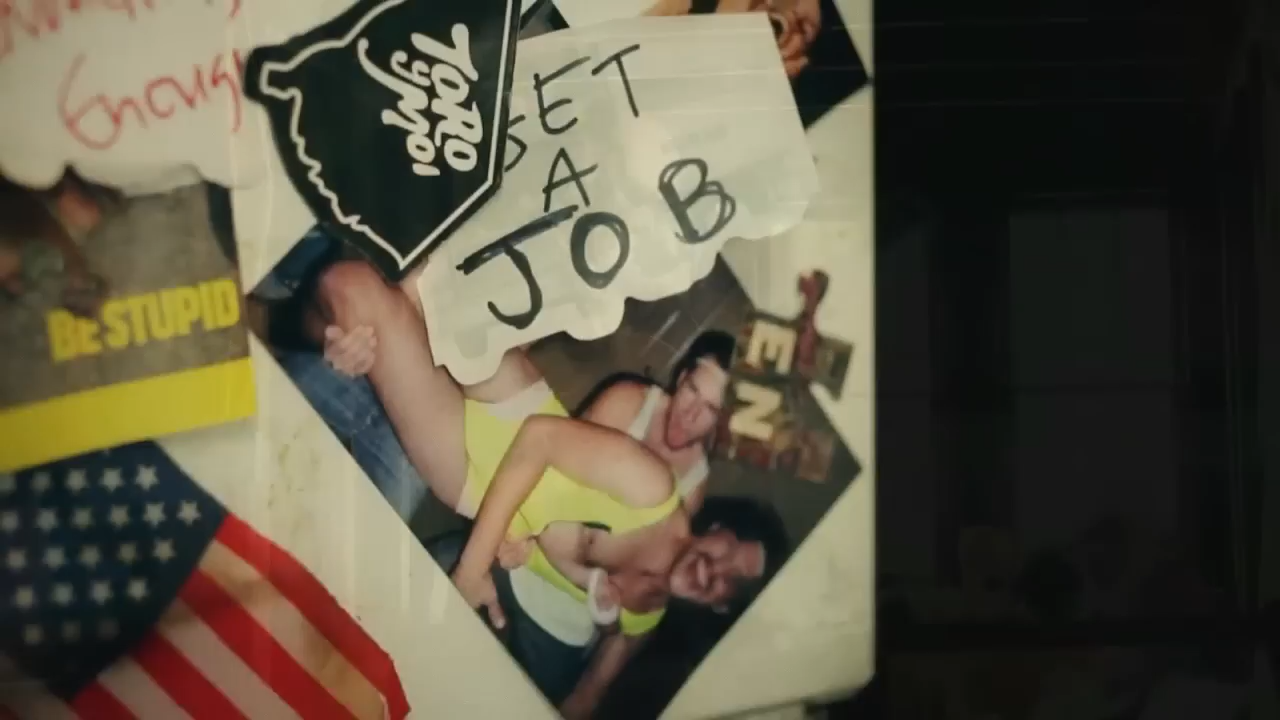 Enough
TORO
y MOI
GET
A
JOB
BE STUPID
EN